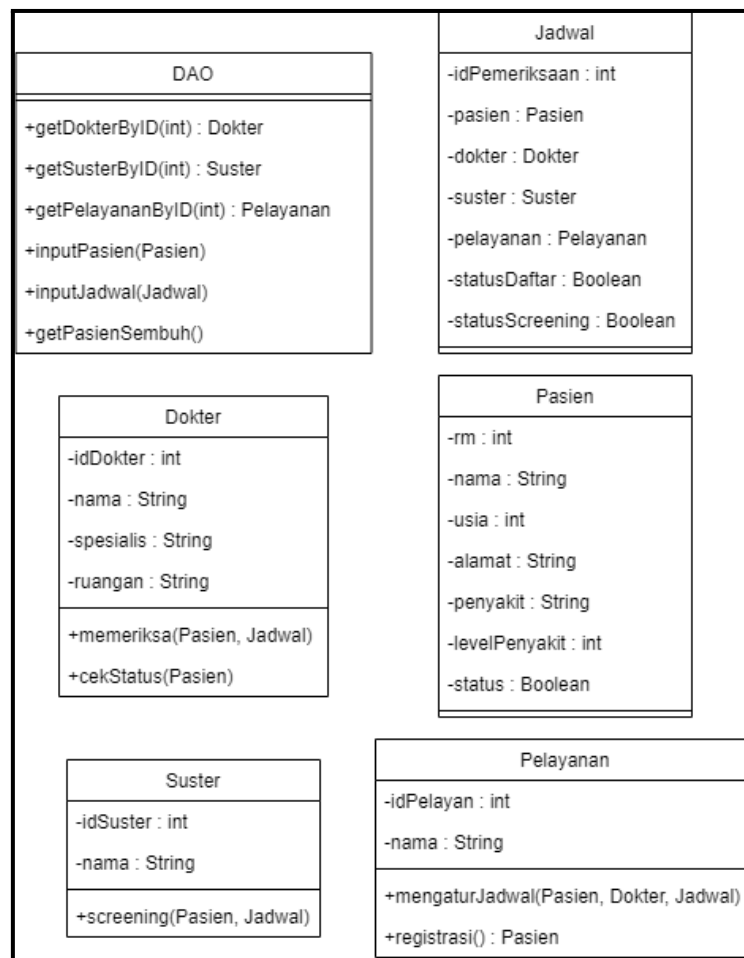 DAO
+getDokterByID(int) : Dokter
+getSusterByID(int) : Suster
+getPelayananByID(int) : Pelayanan
+inputPasien(Pasien)
+inputJadwal(Jadwal)
+getPasienSembuh()
Jadwal
-idPemeriksaan : int
-pasien : Pasien
-dokter : Dokter
-suster : Suster
-pelayanan : Pelayanan
-statusDaftar : Boolean
-statusScreening : Boolean
Dokter
-idDokter : int
-nama : String
-spesialis : String
-ruangan : String
+memeriksa(Pasien, Jadwal)
+cekStatus(Pasien)
Pasien
-rm : int
-nama : String
-usia : int
-alamat : String
-penyakit : String
-levelPenyakit : int
-status : Boolean
Suster
-idSuster : int
-nama : String
+screening(Pasien, Jadwal)
Pelayanan
-idPelayan : int
-nama : String
+mengaturJadwal(Pasien, Dokter, Jadwal)
+registrasi() : Pasien